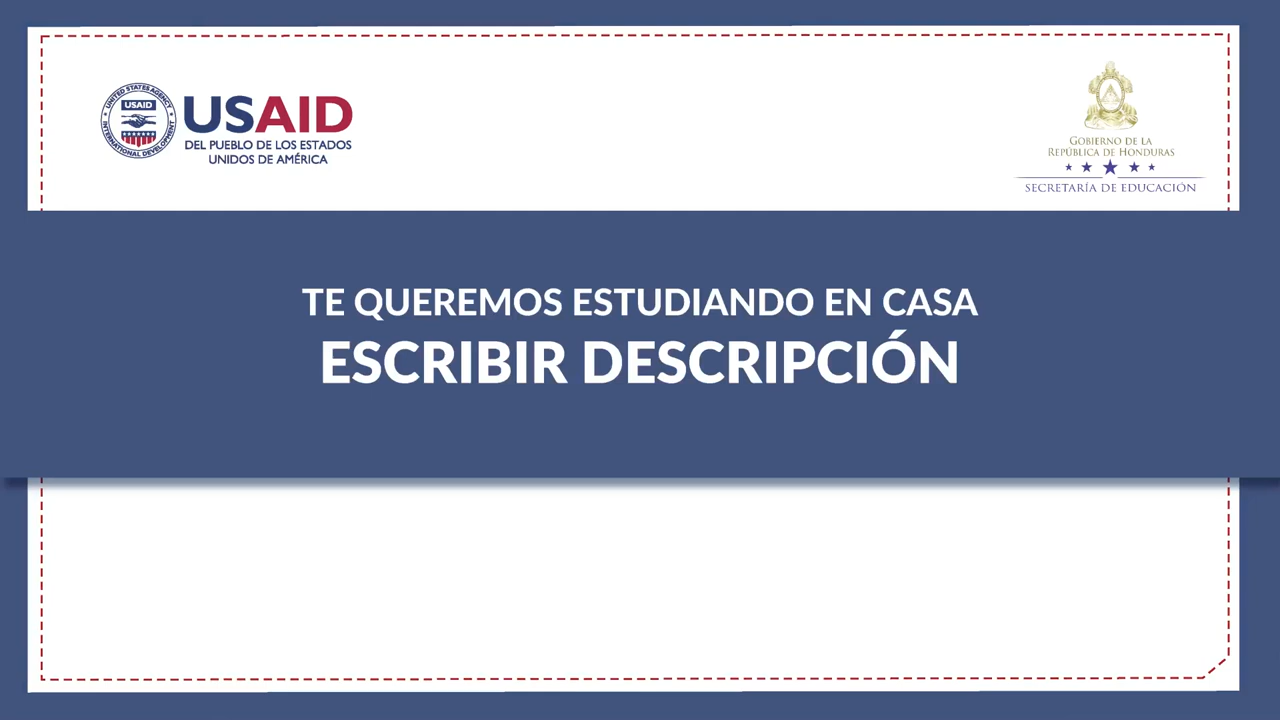 UNITED STATES AGENCY
USAID
INTERNATIONAL DEVELOPMENT
USAID
DEL PUEBLO DE LOS ESTADOS
UNIDOS DE AMÉRICA
GOBIERNO DE LA
REPÚBLICA DE HONDURAS
SECRETARÍA DE EDUCACIÓN
TE QUEREMOS ESTUDIANDO EN CASA
ESCRIBIR DESCRIPCIÓN